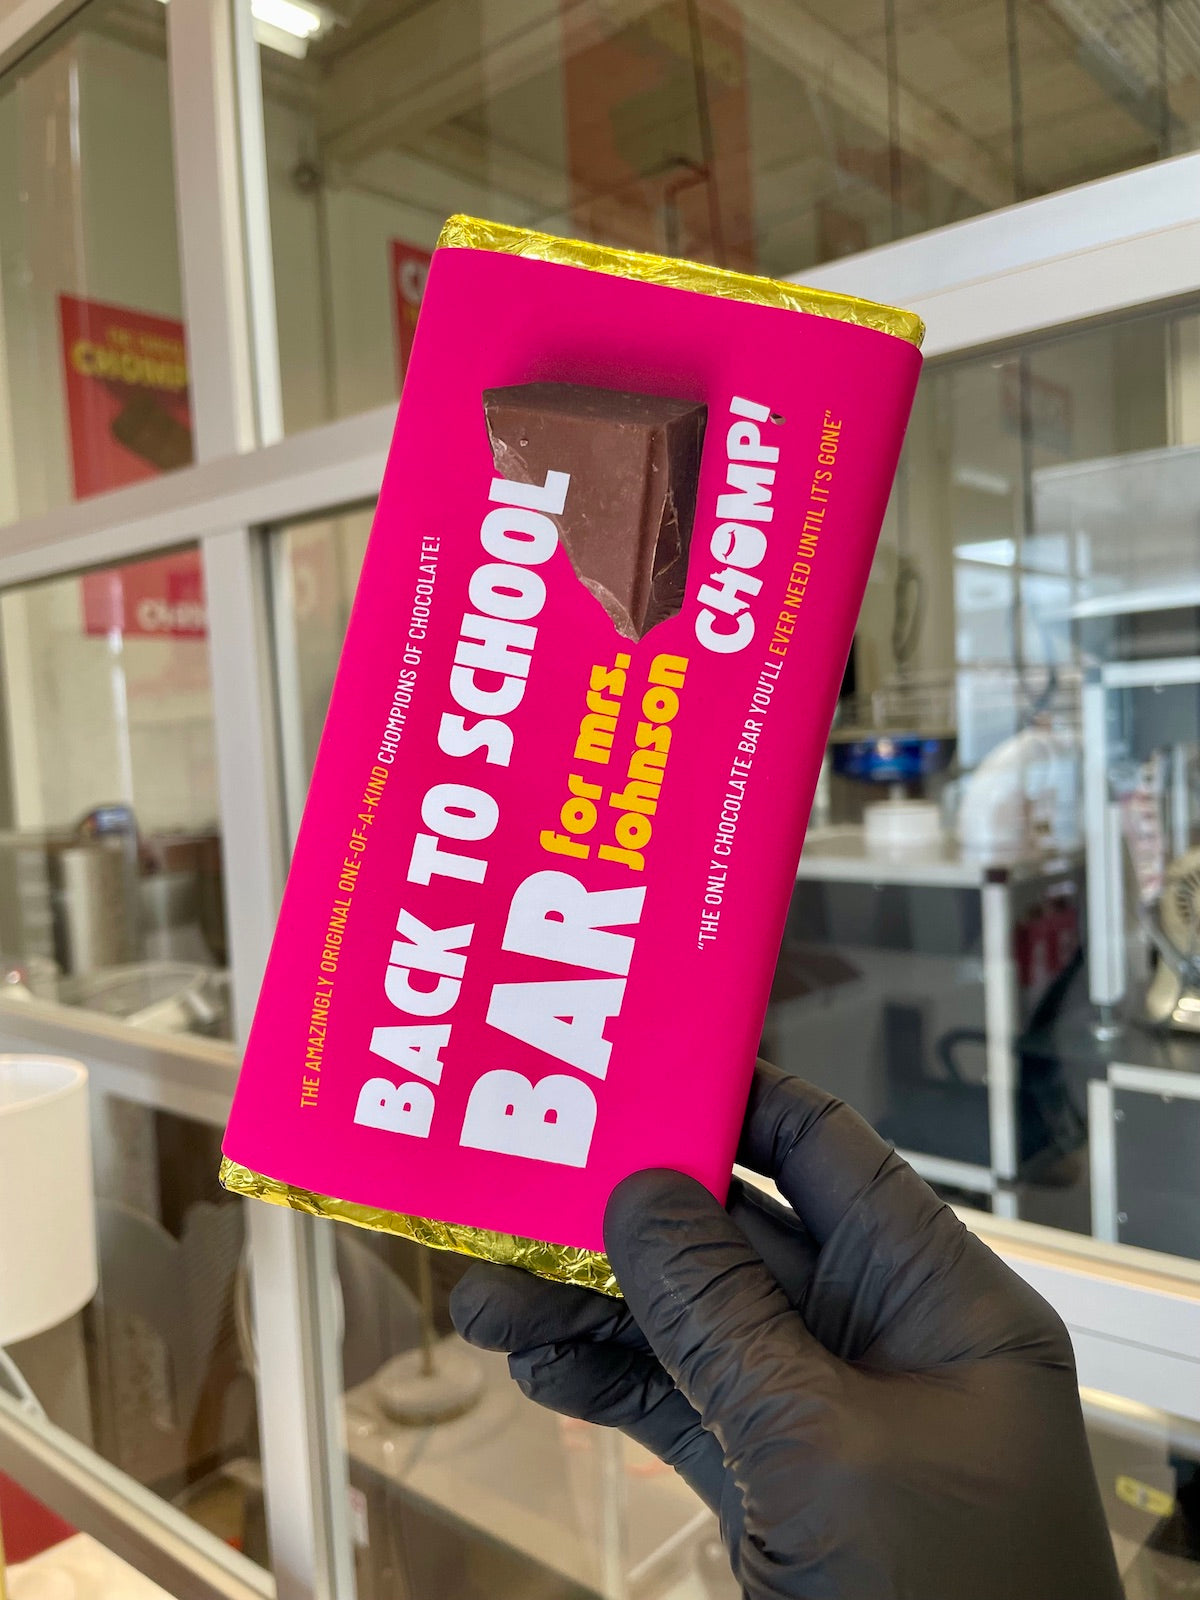 THE AMAZINGLY ORIGINAL ONE-OF-A-KIND CHOMPIONS OF CHOCOLATE!
BACK TO SCHOOL
BAR
for mrs.
Johnson
CHOMP!
"THE ONLY CHOCOLATE BAR YOU'LL EVER NEED UNTIL IT'S GONE"
CHOMP